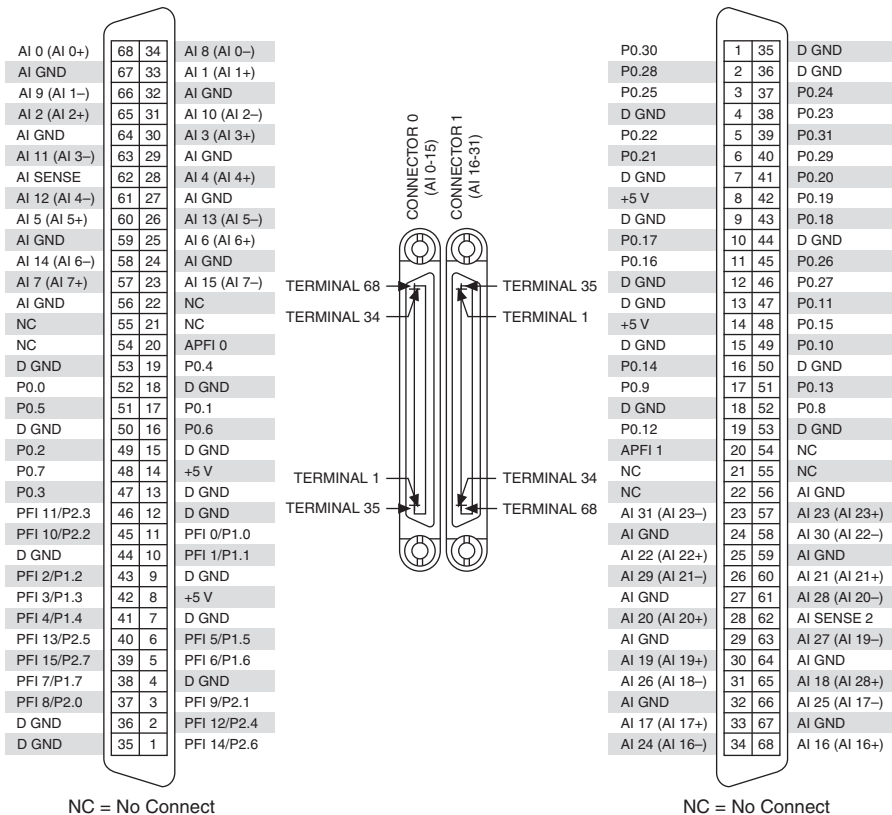 AI 0 (AI 0+) 68 34 AI 8 (AI 0–)
AI GND 67 33 AI 1 (AI 1+)
AI 9 (AI 1–) 66 32 AI GND
AI 2 (AI 2+) 65 31 AI 10 (AI 2–)
AI GND 64 30 AI 3 (AI 3+)
AI 11 (AI 3–) 63 29 AI GND
AI SENSE 62 28 AI 4 (AI 4+)
AI 12 (AI 4–) 61 27 AI GND
AI 5 (AI 5+) 60 26 AI 13 (AI 5–)
AI GND 59 25 AI 6 (AI 6+)
AI 14 (AI 6–) 58 24 AI GND
AI 7 (AI 7+) 57 23 AI 15 (AI 7–)
AI GND 56 22 NC
NC 55 21 NC
NC 54 20 APFI 0
D GND 53 19 P0.4
P0.0 52 18 D GND
P0.5 51 17 P0.1
D GND 50 16 P0.6
P0.2 49 15 D GND
P0.7 48 14 +5 V
P0.3 47 13 D GND
PFI 11/P2.3 46 12 D GND
PFI 10/P2.2 45 11 PFI 0/P1.0
D GND 44 10 PFI 1/P1.1
PFI 2/P1.2 43 9 D GND
PFI 3/P1.3 42 8 +5 V
PFI 4/P1.4 41 7 D GND
PFI 13/P2.5 40 6 PFI 5/P1.5
PFI 15/P2.7 39 5 PFI 6/P1.6
PFI 7/P1.7 38 4 D GND
PFI 8/P2.0 37 3 PFI 9/P2.1
D GND 36 2 PFI 12/P2.4
D GND 35 1 PFI 14/P2.6
NC = No Connect
CONNECTOR 0
(AI 0-15)
CONNECTOR 1
(AI 16-31)
TERMINAL 68
TERMINAL 34
TERMINAL 35
TERMINAL 1
TERMINAL 1
TERMINAL 35
TERMINAL 34
TERMINAL 68
P0.30 1 35 D GND
P0.28 2 36 D GND
P0.25 3 37 P0.24
D GND 4 38 P0.23
P0.22 5 39 P0.31
P0.21 6 40 P0.29
D GND 7 41 P0.20
+5 V 8 42 P0.19
D GND 9 43 P0.18
P0.17 10 44 D GND
P0.16 11 45 P0.26
D GND 12 46 P0.27
D GND 13 47 P0.11
+5 V 14 48 P0.15
D GND 15 49 P0.10
P0.14 16 50 D GND
P0.9 17 51 P0.13
D GND 18 52 P0.8
P0.12 19 53 D GND
APFI 1 20 54 NC
NC 21 55 NC
NC 22 56 AI GND
AI 31 (AI 23–) 23 57 AI 23 (AI 23+)
AI GND 24 58 AI 30 (AI 22–)
AI 22 (AI 22+) 25 59 AI GND
AI 29 (AI 21–) 26 60 AI 21 (AI 21+)
AI GND 27 61 AI 28 (AI 20–)
AI 20 (AI 20+) 28 62 AI SENSE 2
AI GND 29 63 AI 27 (AI 19–)
AI 19 (AI 19+) 30 64 AI GND
AI 26 (AI 18–) 31 65 AI 18 (AI 28+)
AI GND 32 66 AI 25 (AI 17–)
AI 17 (AI 17+) 33 67 AI GND
AI 24 (AI 16–) 34 68 AI 16 (AI 16+)
NC = No Connect